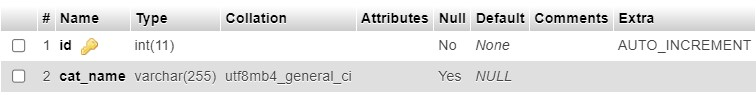 # Name Type Collation Attributes Null Default Comments Extra
1 id int(11) No None AUTO_INCREMENT
2 cat_name varchar(255) utf8mb4_general_ci Yes NULL